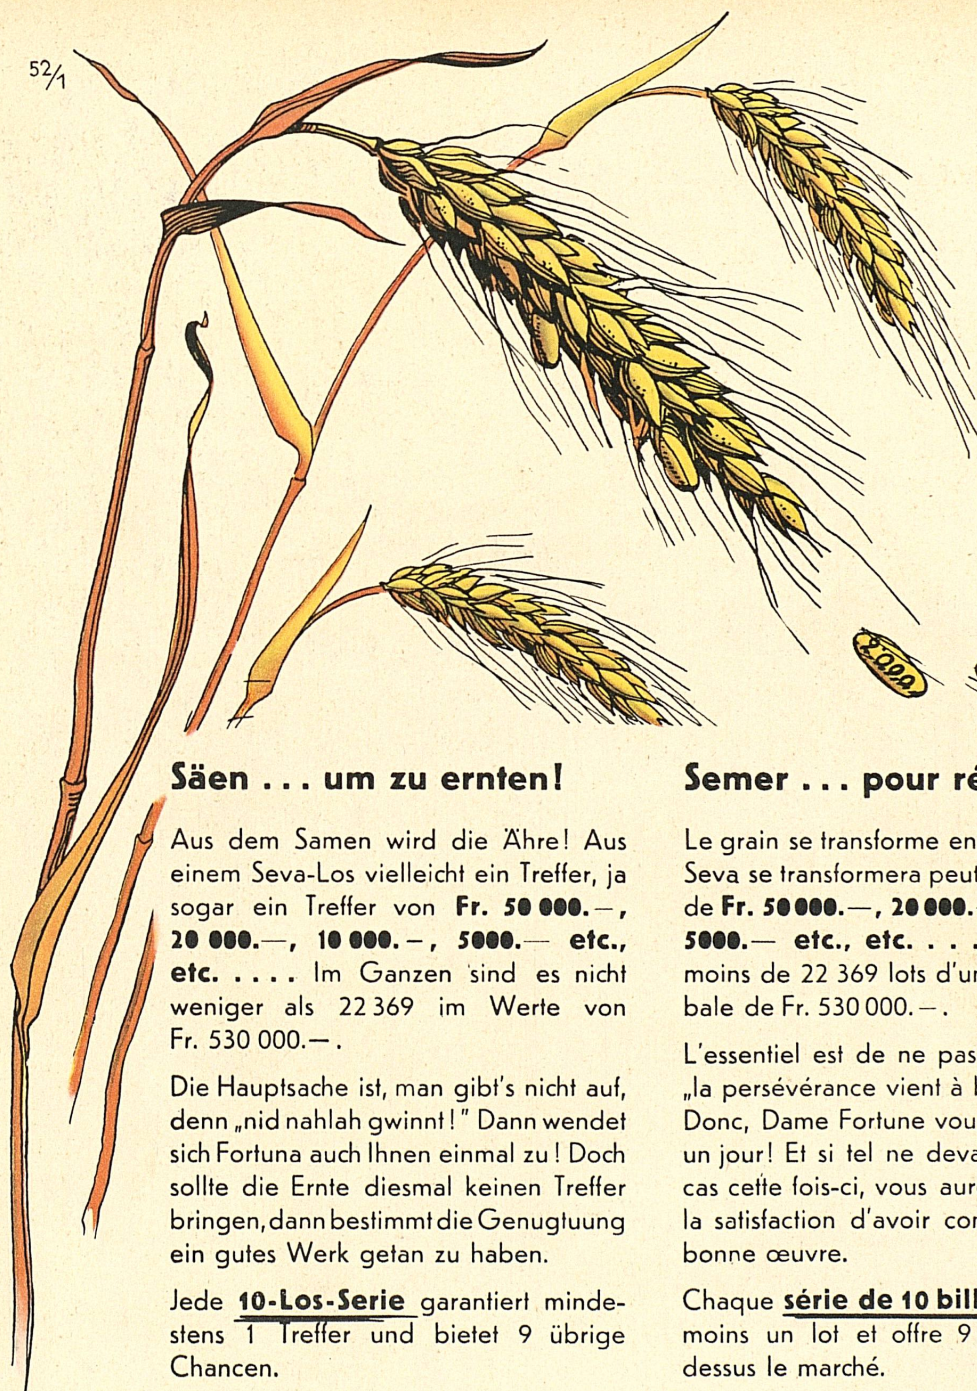 52/1
2.000
Säen ... um zu ernten!
Aus dem Samen wird die Ähre! Aus
einem Seva-Los vielleicht ein Treffer, ja
sogar ein Treffer von Fr. 50 000.–,
20 000.—, 10 000.–, 5000.— etc.,
etc. . . . . Im Ganzen sind es nicht
weniger als 22 369 im Werte von
Fr. 530 000.–.
Die Hauptsache ist, man gibt's nicht auf,
denn „nid nahlah gwinnt!" Dann wendet
sich Fortuna auch Ihnen einmal zu! Doch
sollte die Ernte diesmal keinen Treffer
bringen, dann bestimmt die Genugtuung
ein gutes Werk getan zu haben.
Jede 10-Los-Serie garantiert minde-
stens 1 Treffer und bietet 9 übrige
Chancen.
Semer ... pour ré
Le grain se transforme en
Seva se transformera peut
de Fr. 50 000.—, 20 000.
5000.— etc., etc. . . .
moins de 22 369 lots d'un
bale de Fr. 530 000.–.
L'essentiel est de ne pas
„la persévérance vient à
Donc, Dame Fortune vou
un jour! Et si tel ne deva
cas cette fois-ci, vous aur
la satisfaction d'avoir con
bonne œuvre.
Chaque série de 10 bill
moins un lot et offre 9
dessus le marché.